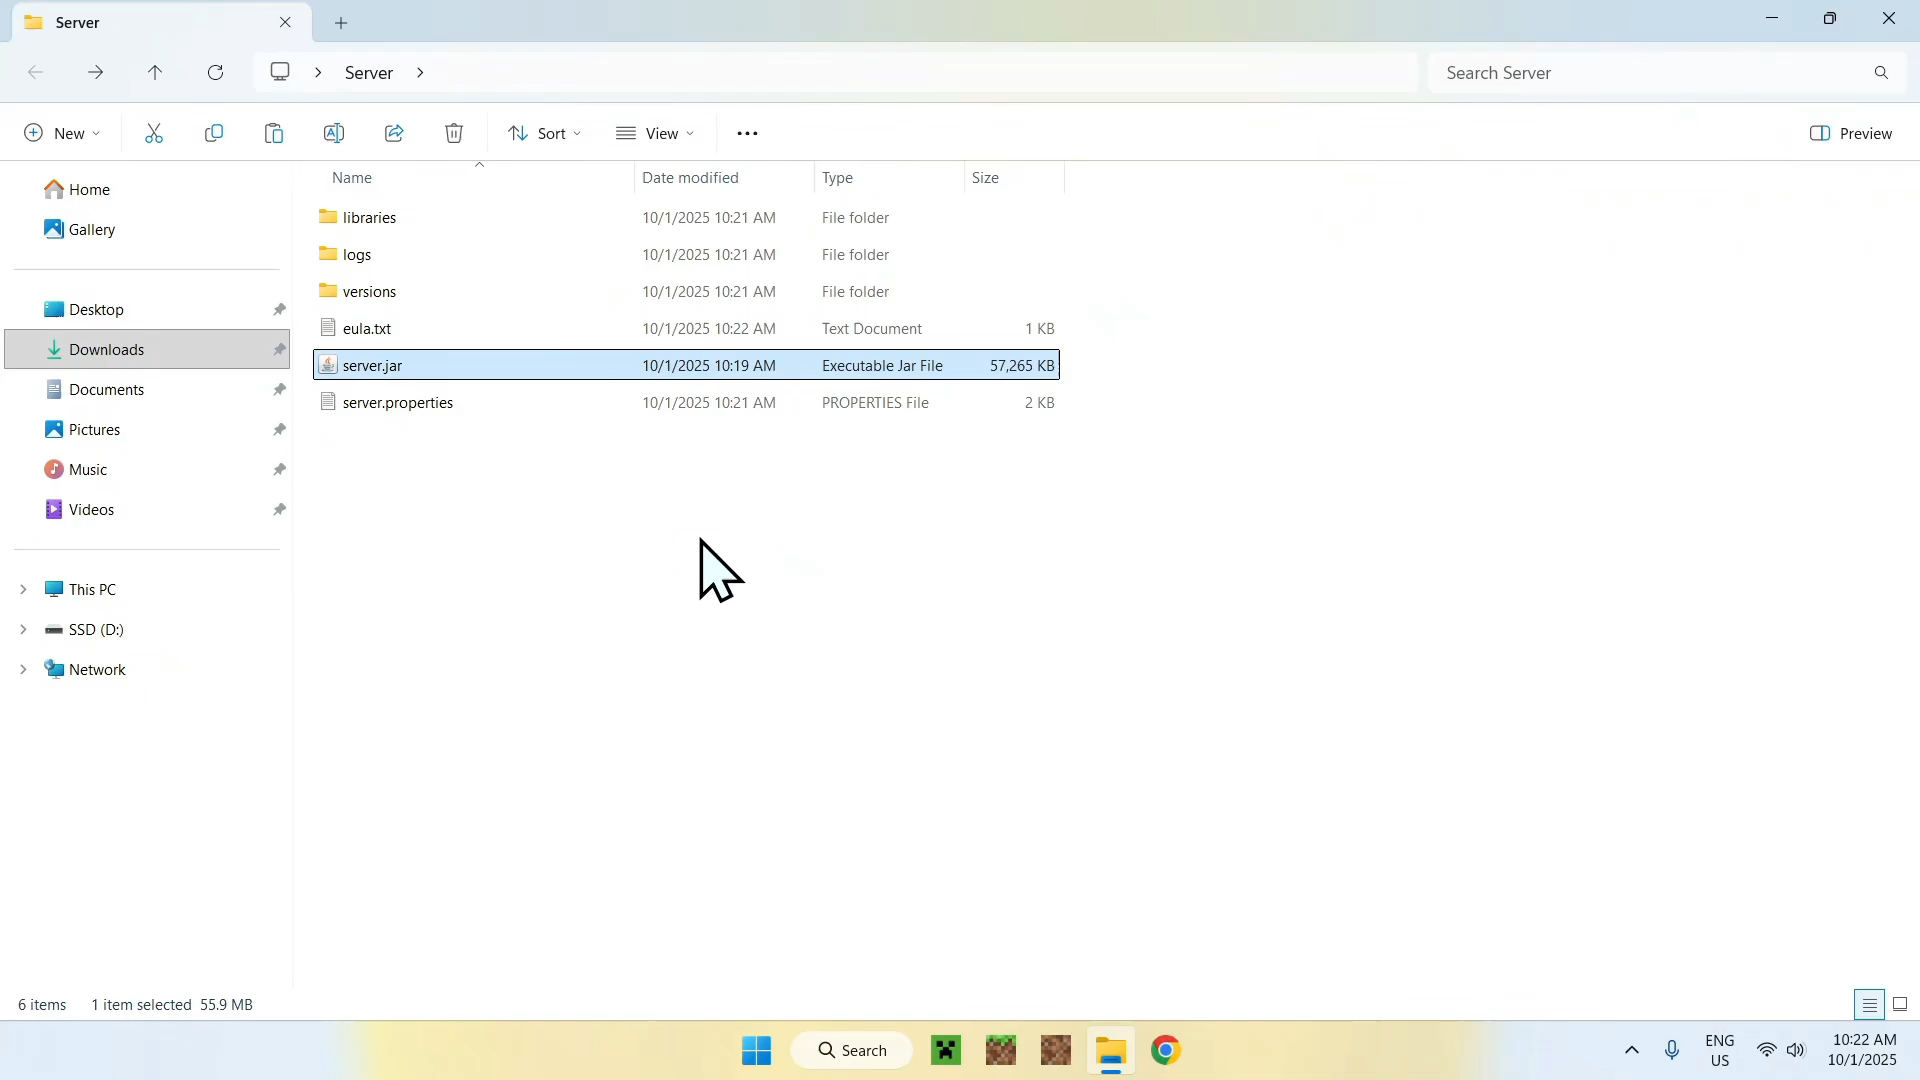 Server
Server
Search Server
New
Sort
View
Preview
Name Date modified Type Size
Home
Gallery
Desktop
Downloads
Documents
Pictures
Music
Videos
This PC
SSD (D:)
Network
libraries 10/1/2025 10:21 AM File folder
logs 10/1/2025 10:21 AM File folder
versions 10/1/2025 10:21 AM File folder
eula.txt 10/1/2025 10:22 AM Text Document 1 KB
server.jar 10/1/2025 10:19 AM Executable Jar File 57,265 KB
server.properties 10/1/2025 10:21 AM PROPERTIES File 2 KB
6 items 1 item selected 55.9 MB
Search
ENG
US
10:22 AM
10/1/2025